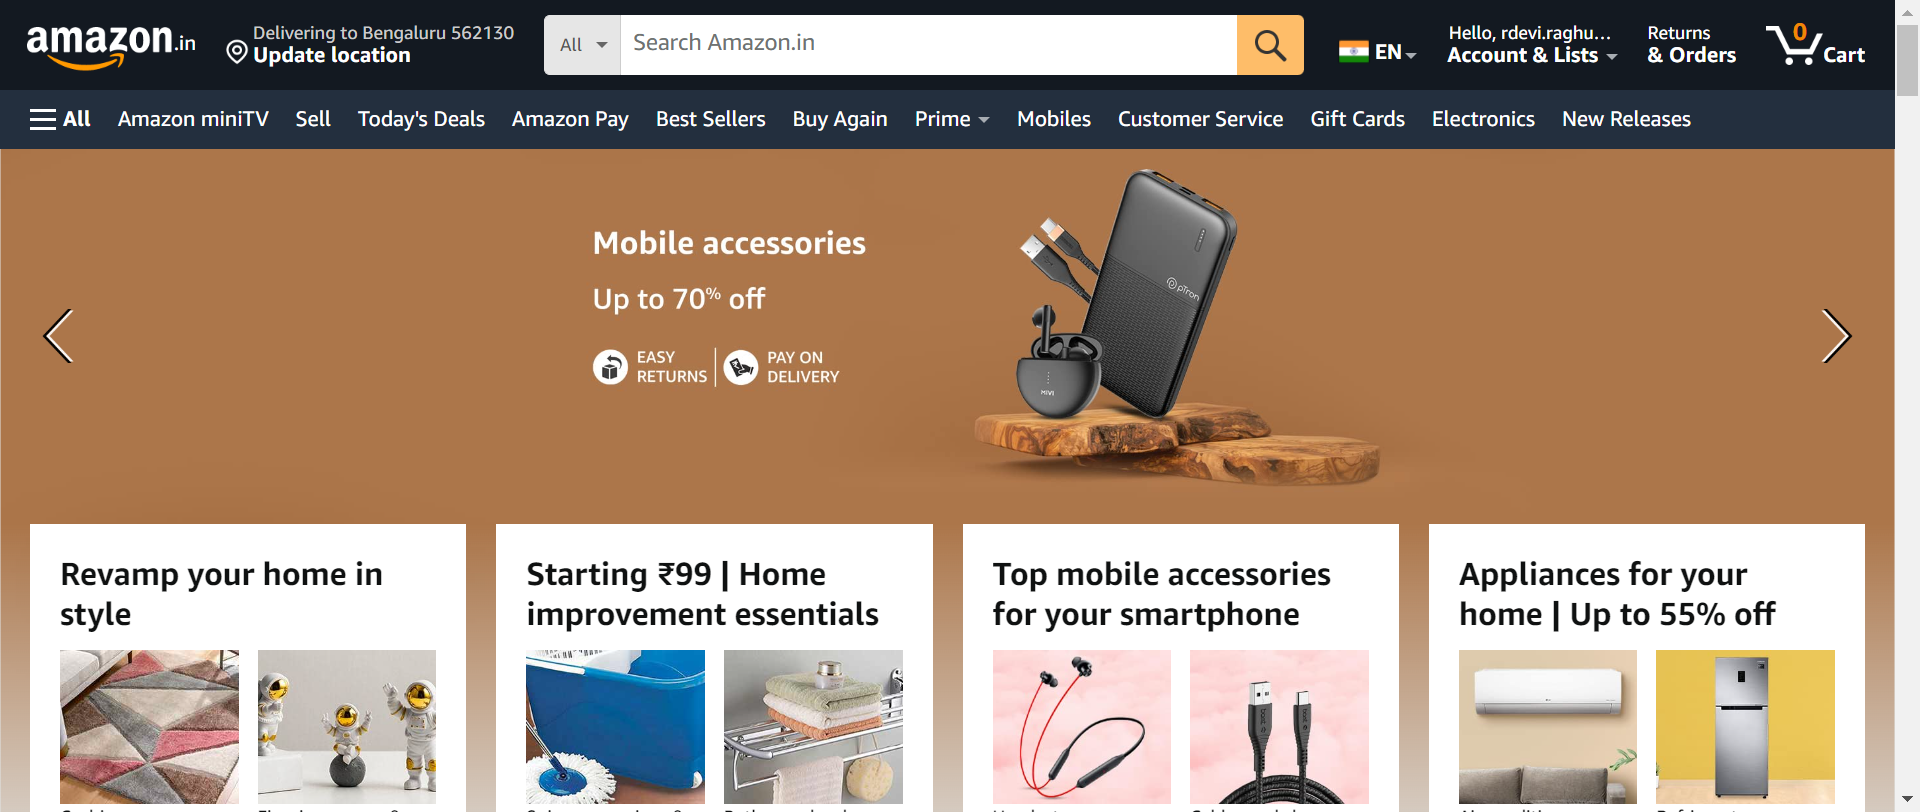 amazon.in
Delivering to Bengaluru 562130
Update location
All
Search Amazon.in
EN
Hello, rdevi.raghu...
Account & Lists
Returns
& Orders
0
Cart
All
Amazon miniTV
Sell
Today's Deals
Amazon Pay
Best Sellers
Buy Again
Prime
Mobiles
Customer Service
Gift Cards
Electronics
New Releases
Mobile accessories
Up to 70% off
EASY
RETURNS
PAY ON
DELIVERY
pTron
MIVI
Revamp your home in
style
Starting ₹99 | Home
improvement essentials
Top mobile accessories
for your smartphone
Appliances for your
home | Up to 55% off